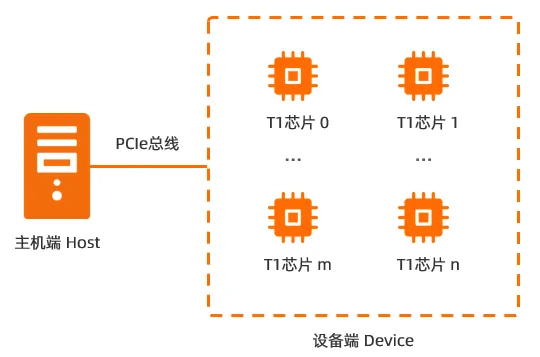 T1芯片 0
T1芯片 1
PCIe总线
...
...
主机端 Host
T1芯片 m
T1芯片 n
设备端 Device